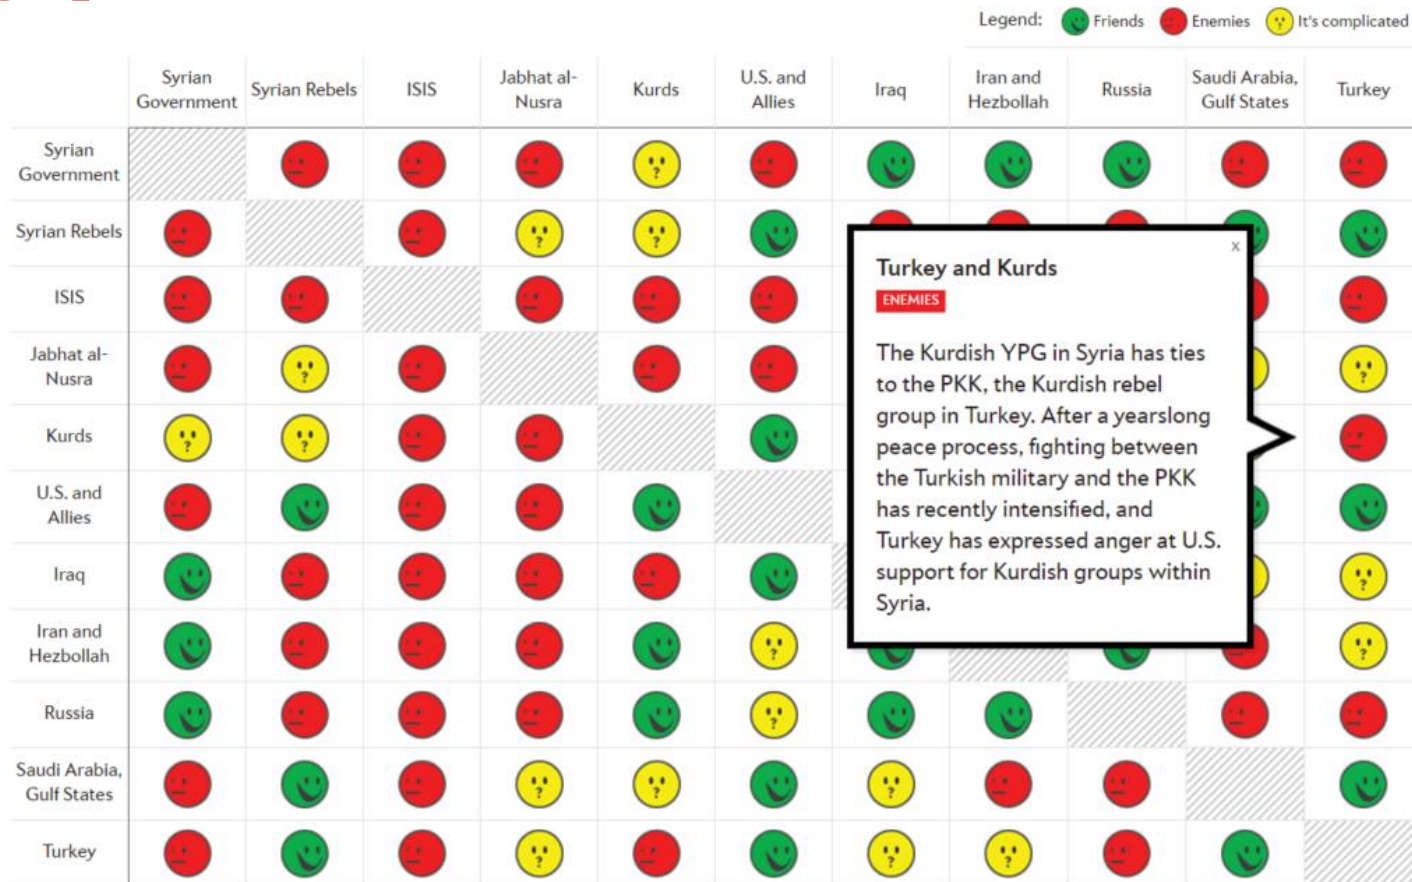 Legend: Friends Enemies It's complicated
Syrian Government Syrian Rebels ISIS Jabhat al-Nusra Kurds U.S. and Allies Iraq Iran and Hezbollah Russia Saudi Arabia, Gulf States Turkey
Syrian
Government
Syrian Rebels
ISIS
Jabhat al-
Nusra
Kurds
U.S. and
Allies
Iraq
Iran and
Hezbollah
Russia
Saudi Arabia,
Gulf States
Turkey
x
Turkey and Kurds
ENEMIES
The Kurdish YPG in Syria has ties
to the PKK, the Kurdish rebel
group in Turkey. After a yearslong
peace process, fighting between
the Turkish military and the PKK
has recently intensified, and
Turkey has expressed anger at U.S.
support for Kurdish groups within
Syria.